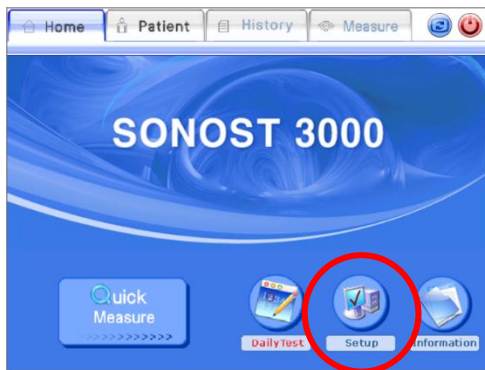 Home Patient History Measure
SONOST 3000
Quick
Measure
>>>>>>>>>>>
DailyTest Setup Information